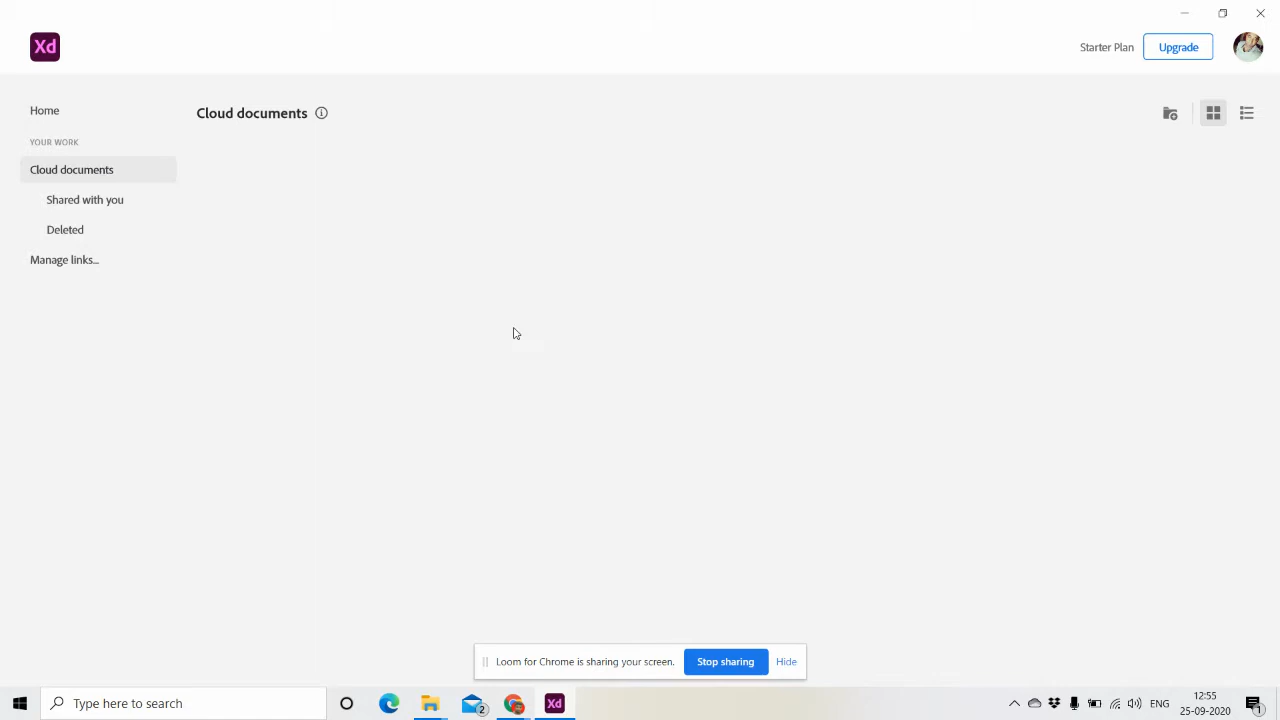 Xd
Starter Plan
Upgrade
Home
Cloud documents
YOUR WORK
Cloud documents
Shared with you
Deleted
Manage links...
Loom for Chrome is sharing your screen.
Stop sharing
Hide
Type here to search
2
Xd
ENG
12:55
25-09-2020
1